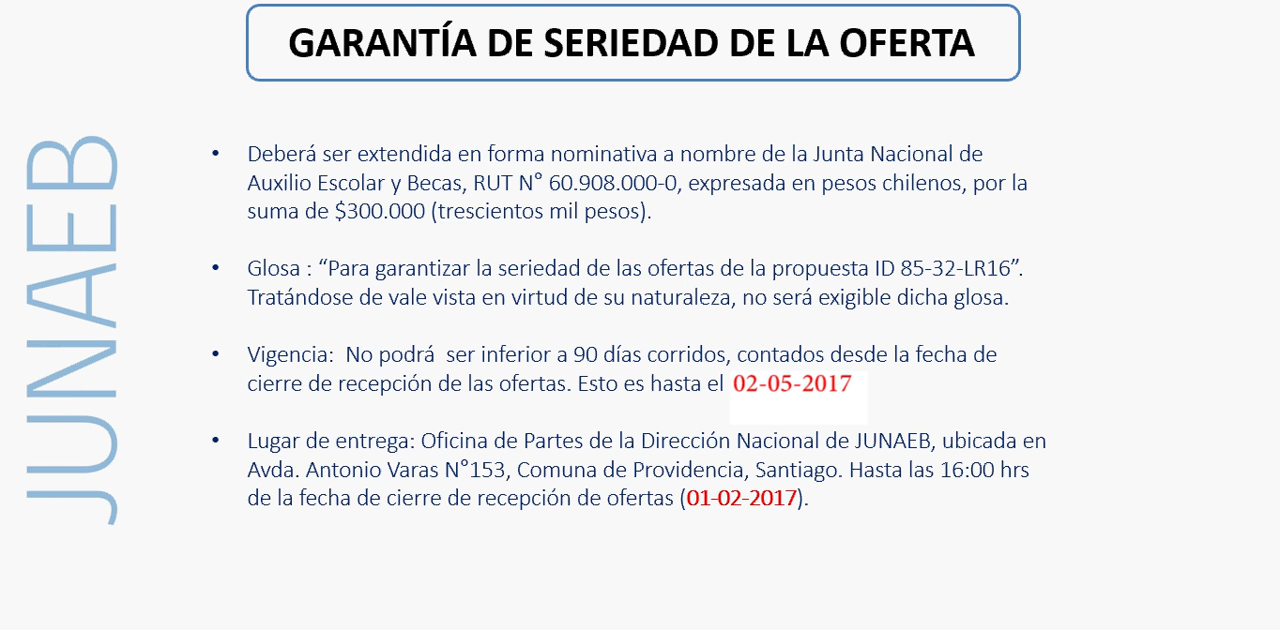 GARANTÍA DE SERIEDAD DE LA OFERTA
JUNAEB
• Deberá ser extendida en forma nominativa a nombre de la Junta Nacional de
Auxilio Escolar y Becas, RUT N° 60.908.000-0, expresada en pesos chilenos, por la
suma de $300.000 (trescientos mil pesos).
• Glosa : “Para garantizar la seriedad de las ofertas de la propuesta ID 85-32-LR16”.
Tratándose de vale vista en virtud de su naturaleza, no será exigible dicha glosa.
• Vigencia:  No podrá  ser inferior a 90 días corridos, contados desde la fecha de
cierre de recepción de las ofertas. Esto es hasta el 02-05-2017
• Lugar de entrega: Oficina de Partes de la Dirección Nacional de JUNAEB, ubicada en
Avda. Antonio Varas N°153, Comuna de Providencia, Santiago. Hasta las 16:00 hrs
de la fecha de cierre de recepción de ofertas (01-02-2017).